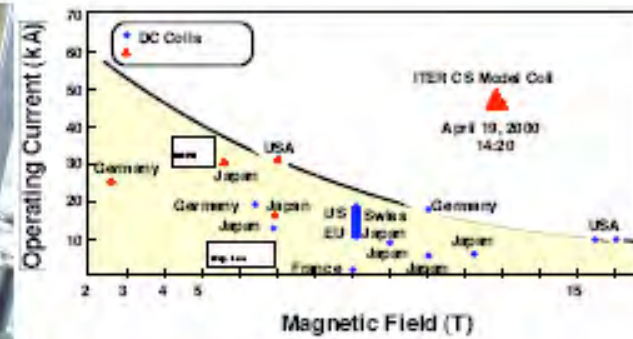 70
60
50
40
30
20
10
Operating Current (kA)
DC Coils
ITER CS Model Coil
April 19, 2000
14:20
USA
Germany
Japan
Germany
Japan
Japan
US
EU
Swiss
Japan
Germany
Japan
Japan
Japan
France
USA
2 3 4 5 15
Magnetic Field (T)